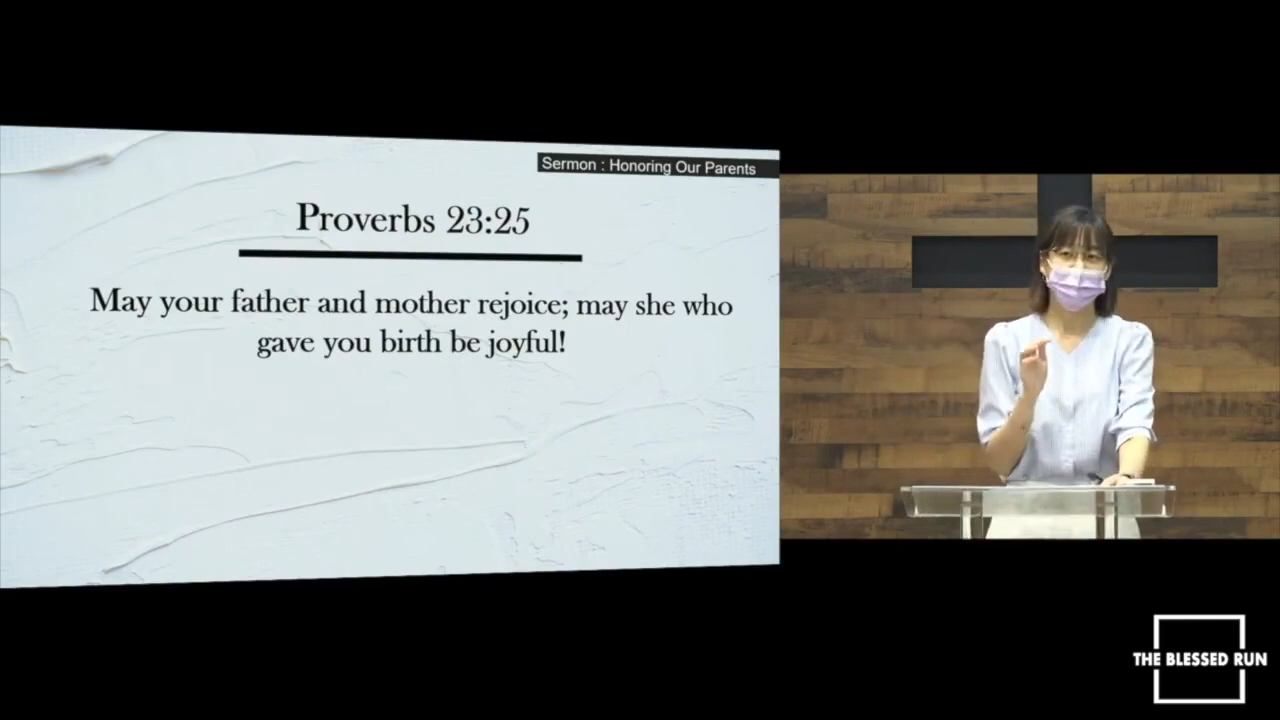 Sermon : Honoring Our Parents
Proverbs 23:25
May your father and mother rejoice; may she who
gave you birth be joyful!
THE BLESSED RUN